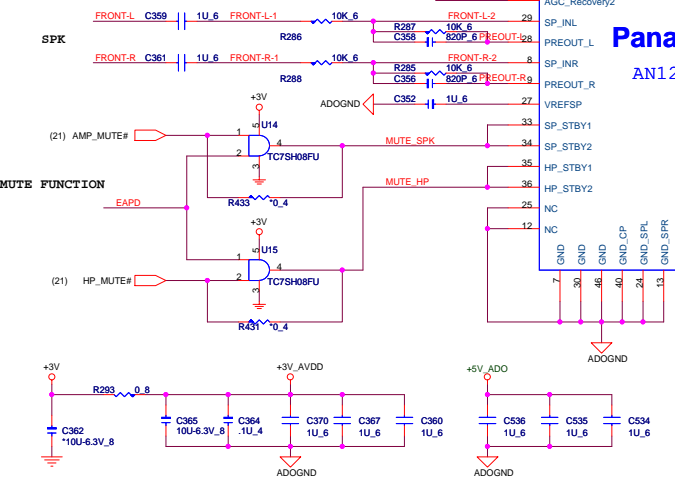 AGC_Recovery2
FRONT-L C359 1U_6 FRONT-L-1 10K_6 FRONT-L-2 29 SP_INL
R286
R287 10K_6
C358 820P_6 PREOUT-L 28 PREOUT_L
SPK
Pana
AN12
FRONT-R C361 1U_6 FRONT-R-1 10K_6 FRONT-R-2 8 SP_INR
R288
R285 10K_6
C356 820P_6 PREOUT-R 9 PREOUT_R
ADOGND C352 1U_6 27 VREFSP
+3V
33 SP_STBY1
(21) AMP_MUTE# 1 5 U14
2 4 MUTE_SPK 34 SP_STBY2
3 TC7SH08FU
35 HP_STBY1
MUTE FUNCTION
MUTE_HP 36 HP_STBY2
R433 *0_4
EAPD
25 NC
12 NC
+3V
1 5 U15
4
(21) HP_MUTE# 2 TC7SH08FU
3
R431 *0_4
GND GND GND GND_CP GND_SPL GND_SPR
7 30 46 40 24 13
ADOGND
+3V +3V_AVDD +5V_ADO
R293 0_8
C362
*10U-6.3V_8
C365
10U-6.3V_8
C364
.1U_4
C370
1U_6
C367
1U_6
C360
1U_6
C536
1U_6
C535
1U_6
C534
1U_6
ADOGND ADOGND